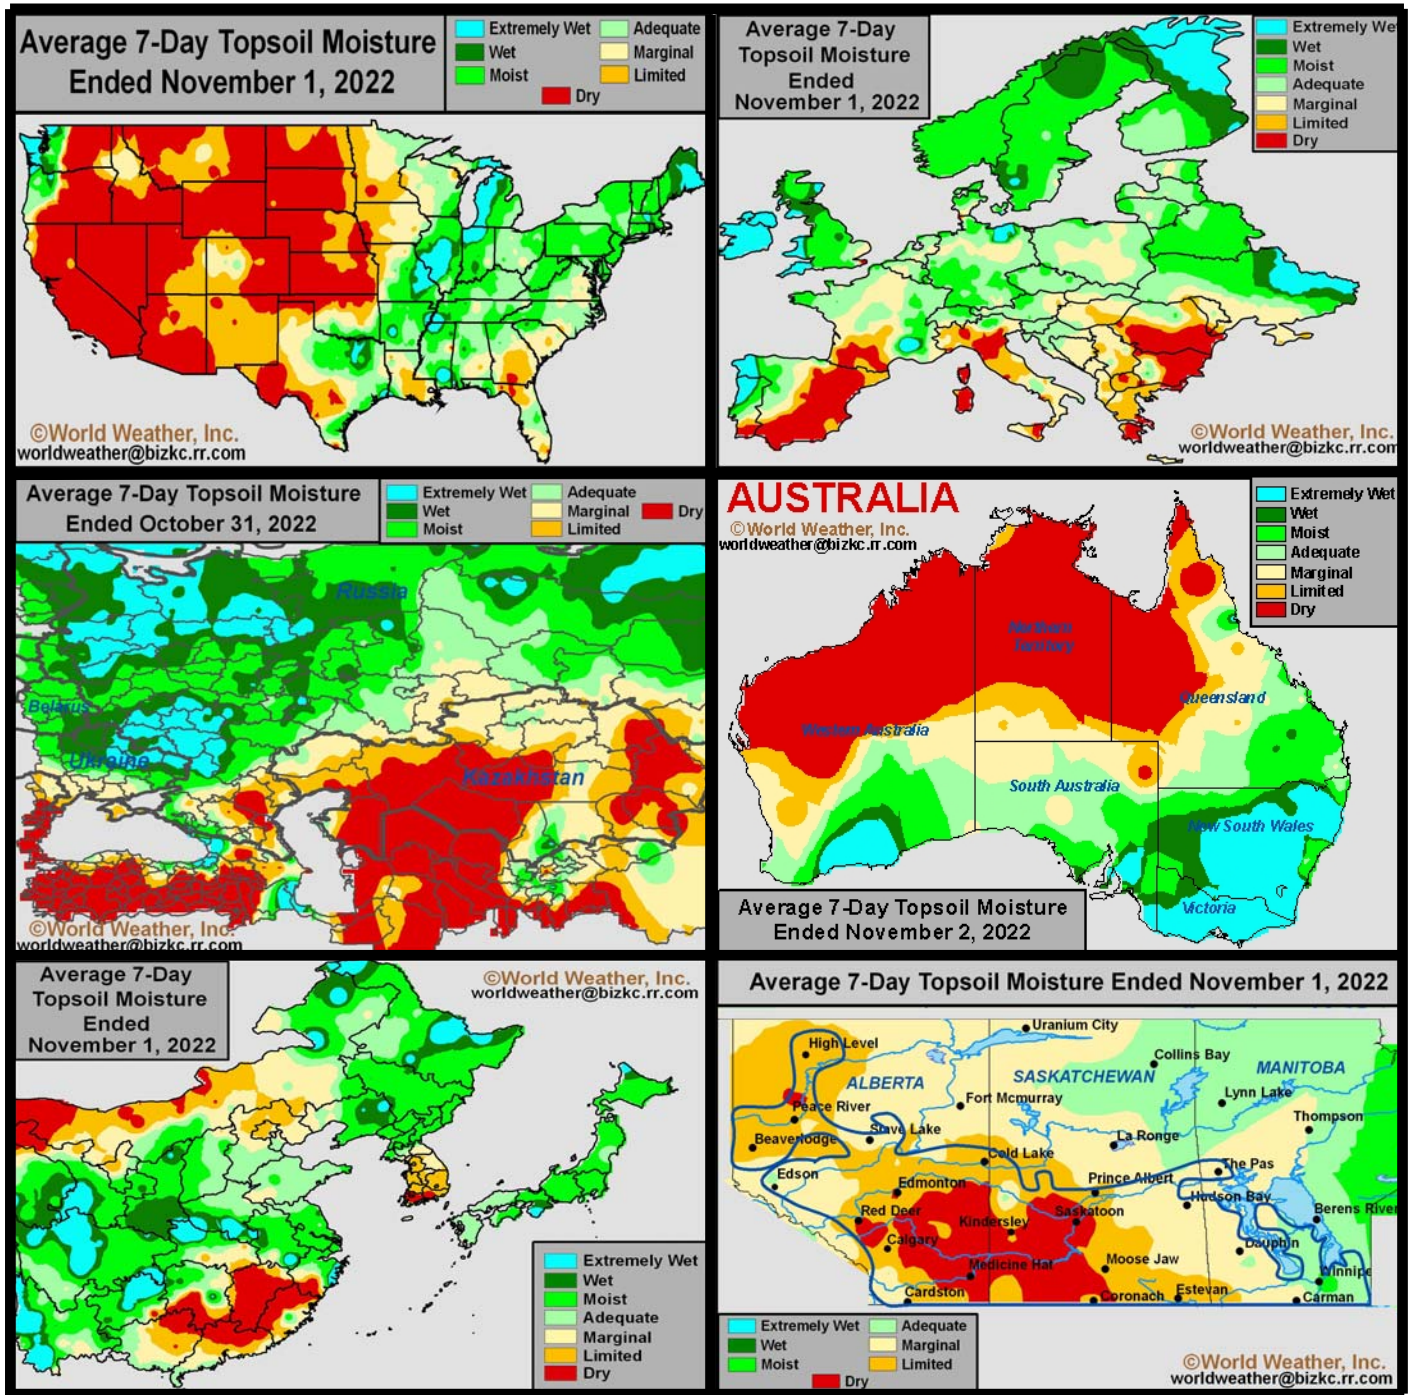 Average 7-Day Topsoil Moisture
Ended November 1, 2022
Extremely Wet
Wet
Moist
Adequate
Marginal
Limited
Dry
©World Weather, Inc.
worldweather@bizkc.rr.com
Average 7-Day
Topsoil Moisture
Ended
November 1, 2022
Extremely Wet
Wet
Moist
Adequate
Marginal
Limited
Dry
©World Weather, Inc.
worldweather@bizkc.rr.com
Average 7-Day Topsoil Moisture
Ended October 31, 2022
Extremely Wet
Wet
Moist
Adequate
Marginal
Limited
Dry
Russia
Belarus
Ukraine
Kazakhstan
©World Weather, Inc.
worldweather@bizkc.rr.com
AUSTRALIA
©World Weather, Inc.
worldweather@bizkc.rr.com
Extremely Wet
Wet
Moist
Adequate
Marginal
Limited
Dry
Northern
Territory
Queensland
Western Australia
South Australia
New South Wales
Victoria
Average 7-Day Topsoil Moisture
Ended November 2, 2022
Average 7-Day
Topsoil Moisture
Ended
November 1, 2022
©World Weather, Inc.
worldweather@bizkc.rr.com
Extremely Wet
Wet
Moist
Adequate
Marginal
Limited
Dry
Average 7-Day Topsoil Moisture Ended November 1, 2022
Uranium City
High Level
Collins Bay
ALBERTA
SASKATCHEWAN
MANITOBA
Fort Mcmurray
Lynn Lake
Peace River
Thompson
Slave Lake
Beaverlodge
La Ronge
Cold Lake
The Pas
Edson
Prince Albert
Edmonton
Hudson Bay
Red Deer
Saskatoon
Berens River
Kindersley
Calgary
Dauphin
Moose Jaw
Medicine Hat
Winnipe
Cardston
Coronach
Estevan
Carman
Extremely Wet
Wet
Moist
Adequate
Marginal
Limited
Dry
©World Weather, Inc.
worldweather@bizkc.rr.com